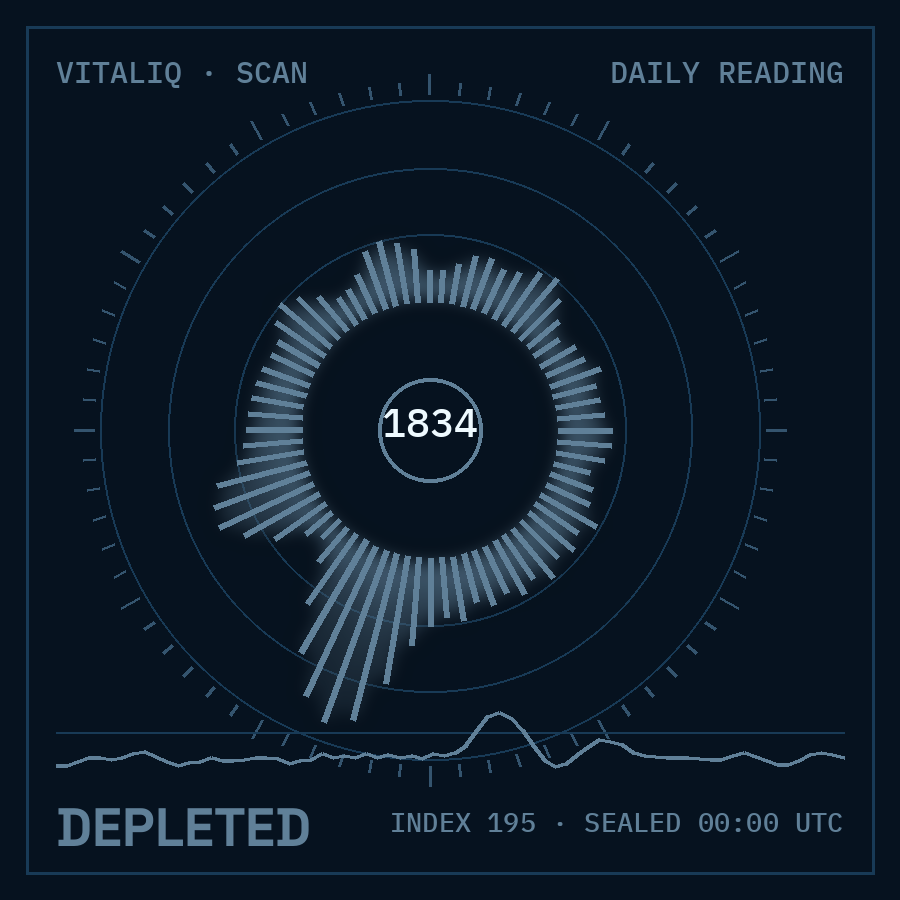 VITALIQ · SCAN
DAILY READING
1834
DEPLETED
INDEX 195 · SEALED 00:00 UTC